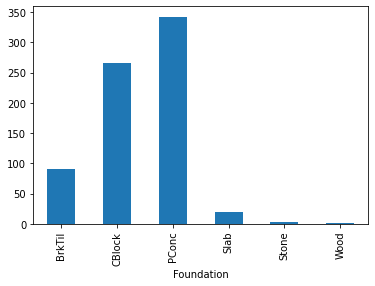 350
300
250
200
150
100
50
0
BrkTil
CBlock
PConc
Slab
Stone
Wood
Foundation